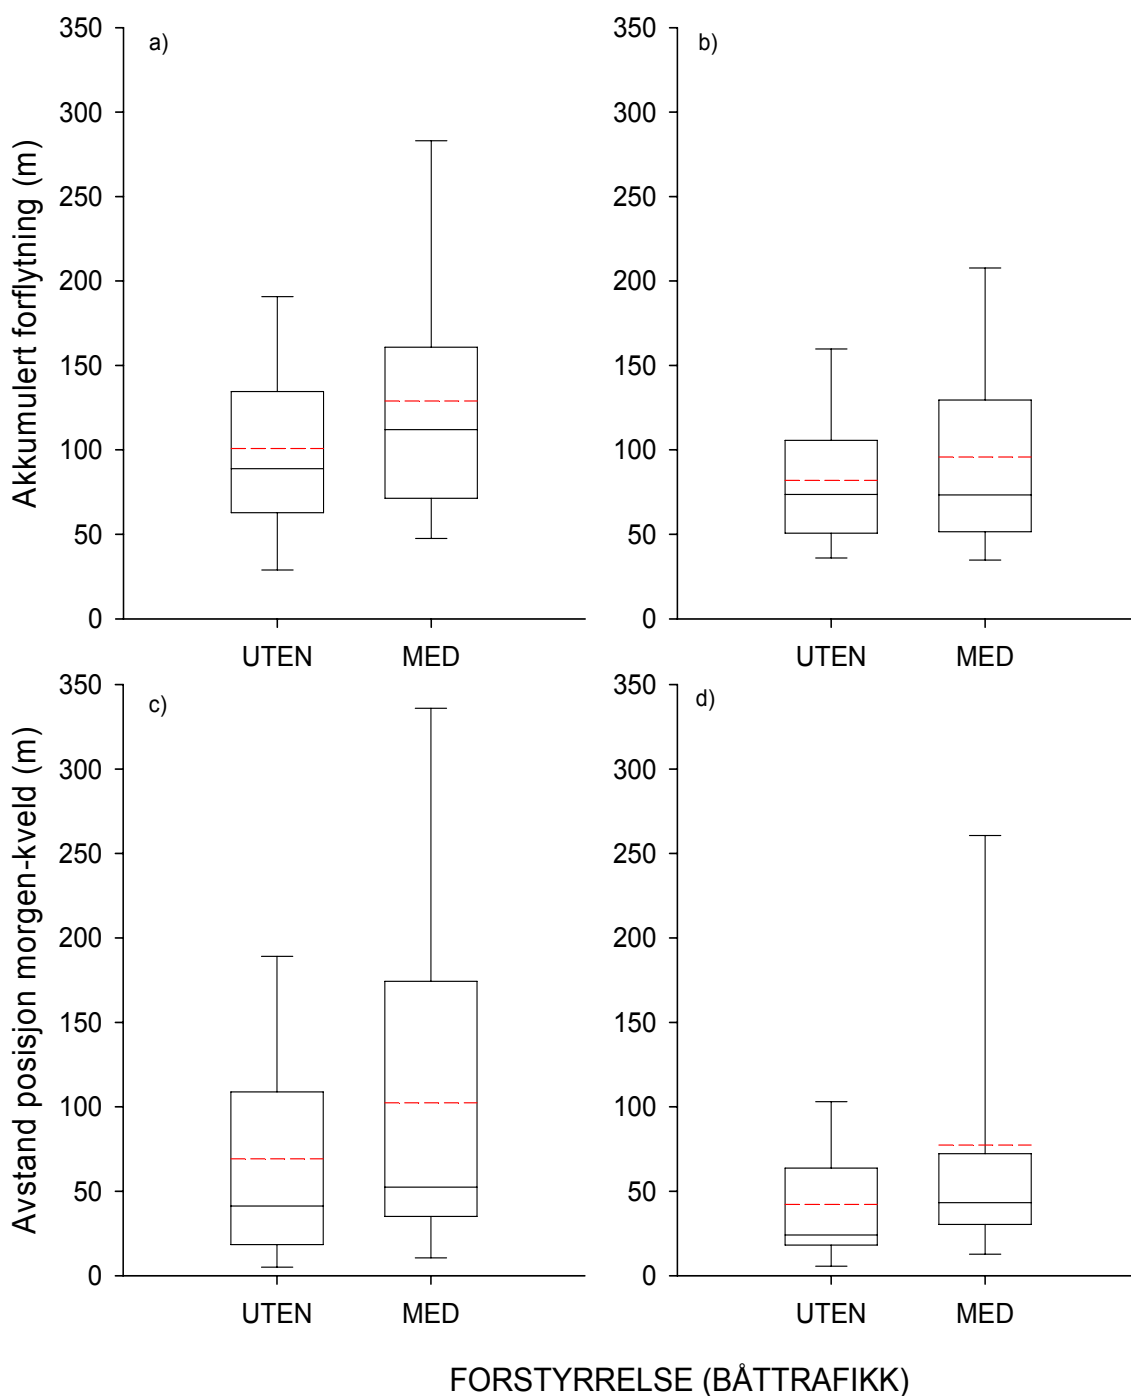 Akkumulert forflytning (m)
350
300
250
200
150
100
50
0
a)
UTEN MED
350
300
250
200
150
100
50
0
b)
UTEN MED
Avstand posisjon morgen-kveld (m)
350
300
250
200
150
100
50
0
c)
UTEN MED
350
300
250
200
150
100
50
0
d)
UTEN MED
FORSTYRRELSE (BÅTTRAFIKK)